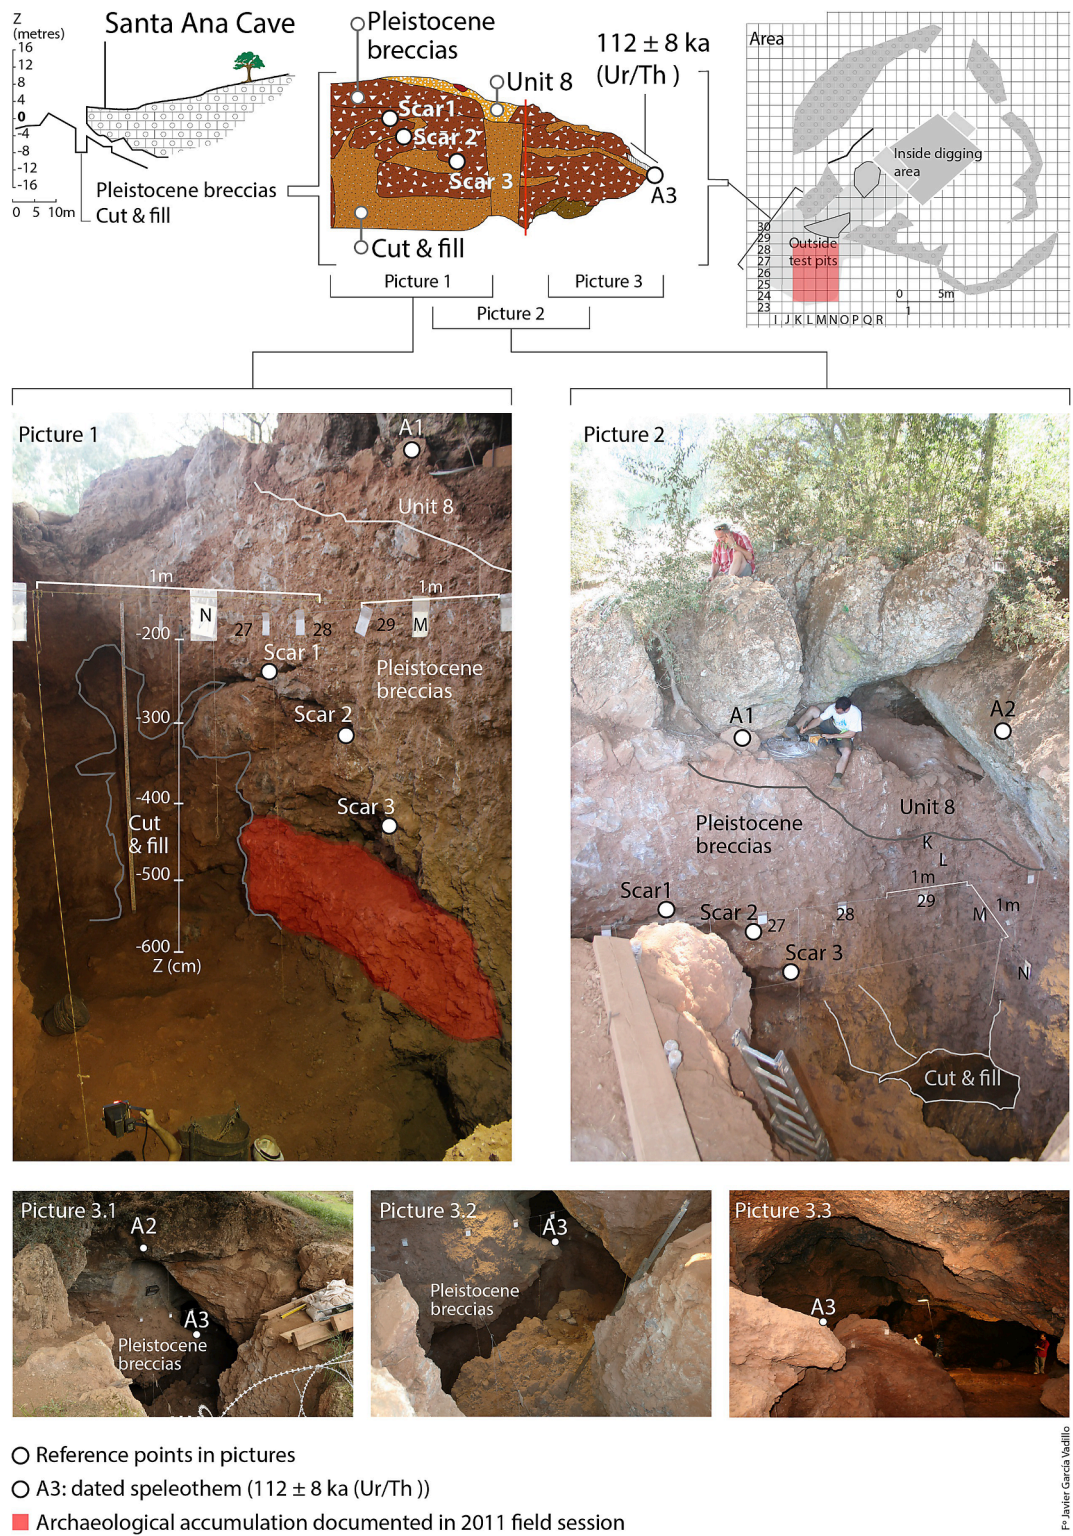 Z
(metres)
16
12
8
4
0
-4
-8
-12
-16
0 5 10m
Santa Ana Cave
Pleistocene breccias
Cut & fill
Pleistocene
breccias
Unit 8
Scar1
Scar 2
Scar 3
Cut & fill
112 ± 8 ka
(Ur/Th )
A3
Picture 1
Picture 2
Picture 3
Area
Inside digging
area
Outside
test pits
30
29
28
27
26
25
24
23
I J K L M N O P Q R
0 5m
1
Picture 1
A1
Unit 8
1m
1m
N
27
28
29
M
-200
Scar 1
Pleistocene
breccias
-300
Scar 2
-400
Scar 3
Cut
& fill
-500
-600
Z (cm)
Picture 2
A1
A2
Unit 8
Pleistocene
breccias
K
L
1m
1m
Scar1
Scar 2
27
28
29
M
Scar 3
N
Cut & fill
Picture 3.1
A2
A3
Pleistocene
breccias
Picture 3.2
A3
Pleistocene
breccias
Picture 3.3
A3
Reference points in pictures
A3: dated speleothem (112 ± 8 ka (Ur/Th ))
Archaeological accumulation documented in 2011 field session
Fº Javier García Vadillo